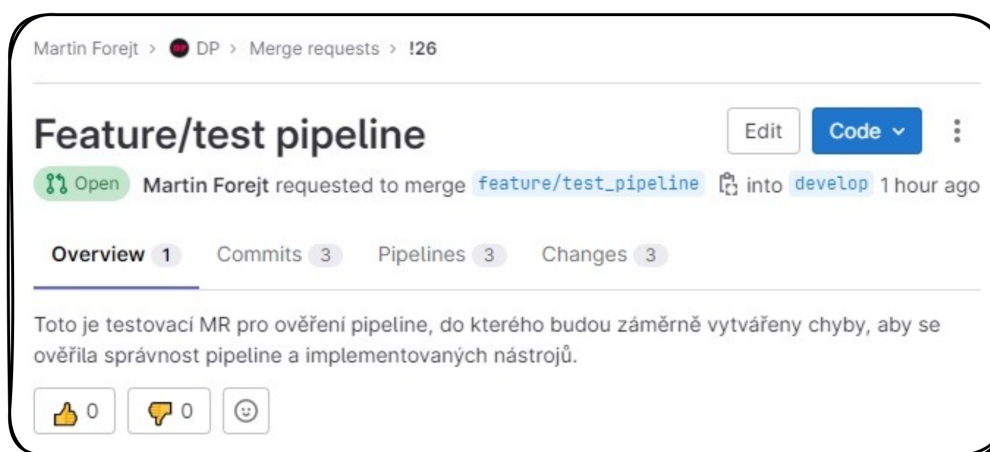 Martin Forejt > DP > Merge requests > !26
Feature/test pipeline
Edit
Code
Open Martin Forejt requested to merge feature/test_pipeline into develop 1 hour ago
Overview 1 Commits 3 Pipelines 3 Changes 3
Toto je testovací MR pro ověření pipeline, do kterého budou záměrně vytvářeny chyby, aby se
ověřila správnost pipeline a implementovaných nástrojů.
0 0